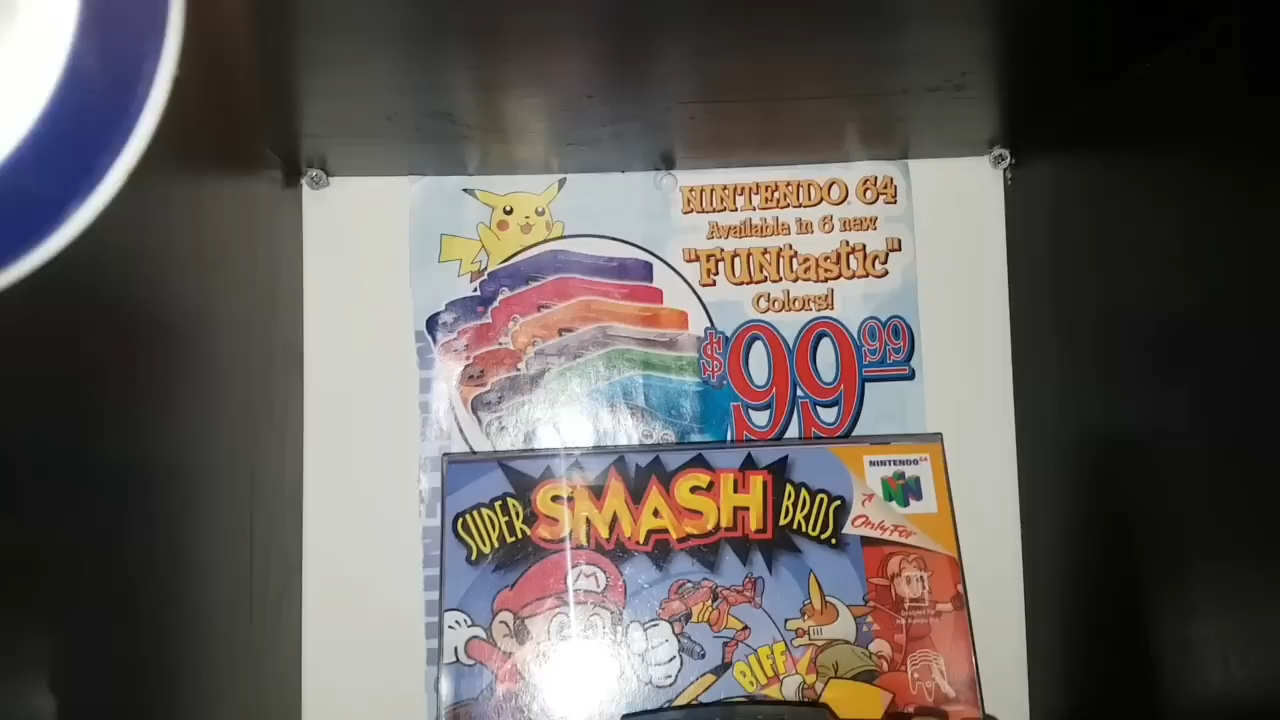 NINTENDO 64
Available in 6 new
"FUNtastic"
Colors!
$99.99
SUPER SMASH BROS.
NINTENDO 64
Only For
BIFF